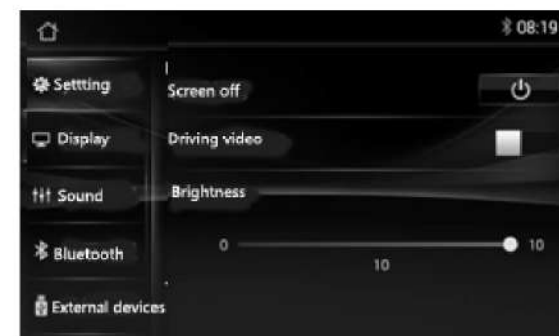 08:19
Settting
Screen off
Display
Driving video
Sound
Brightness
0 10
10
Bluetooth
External devices